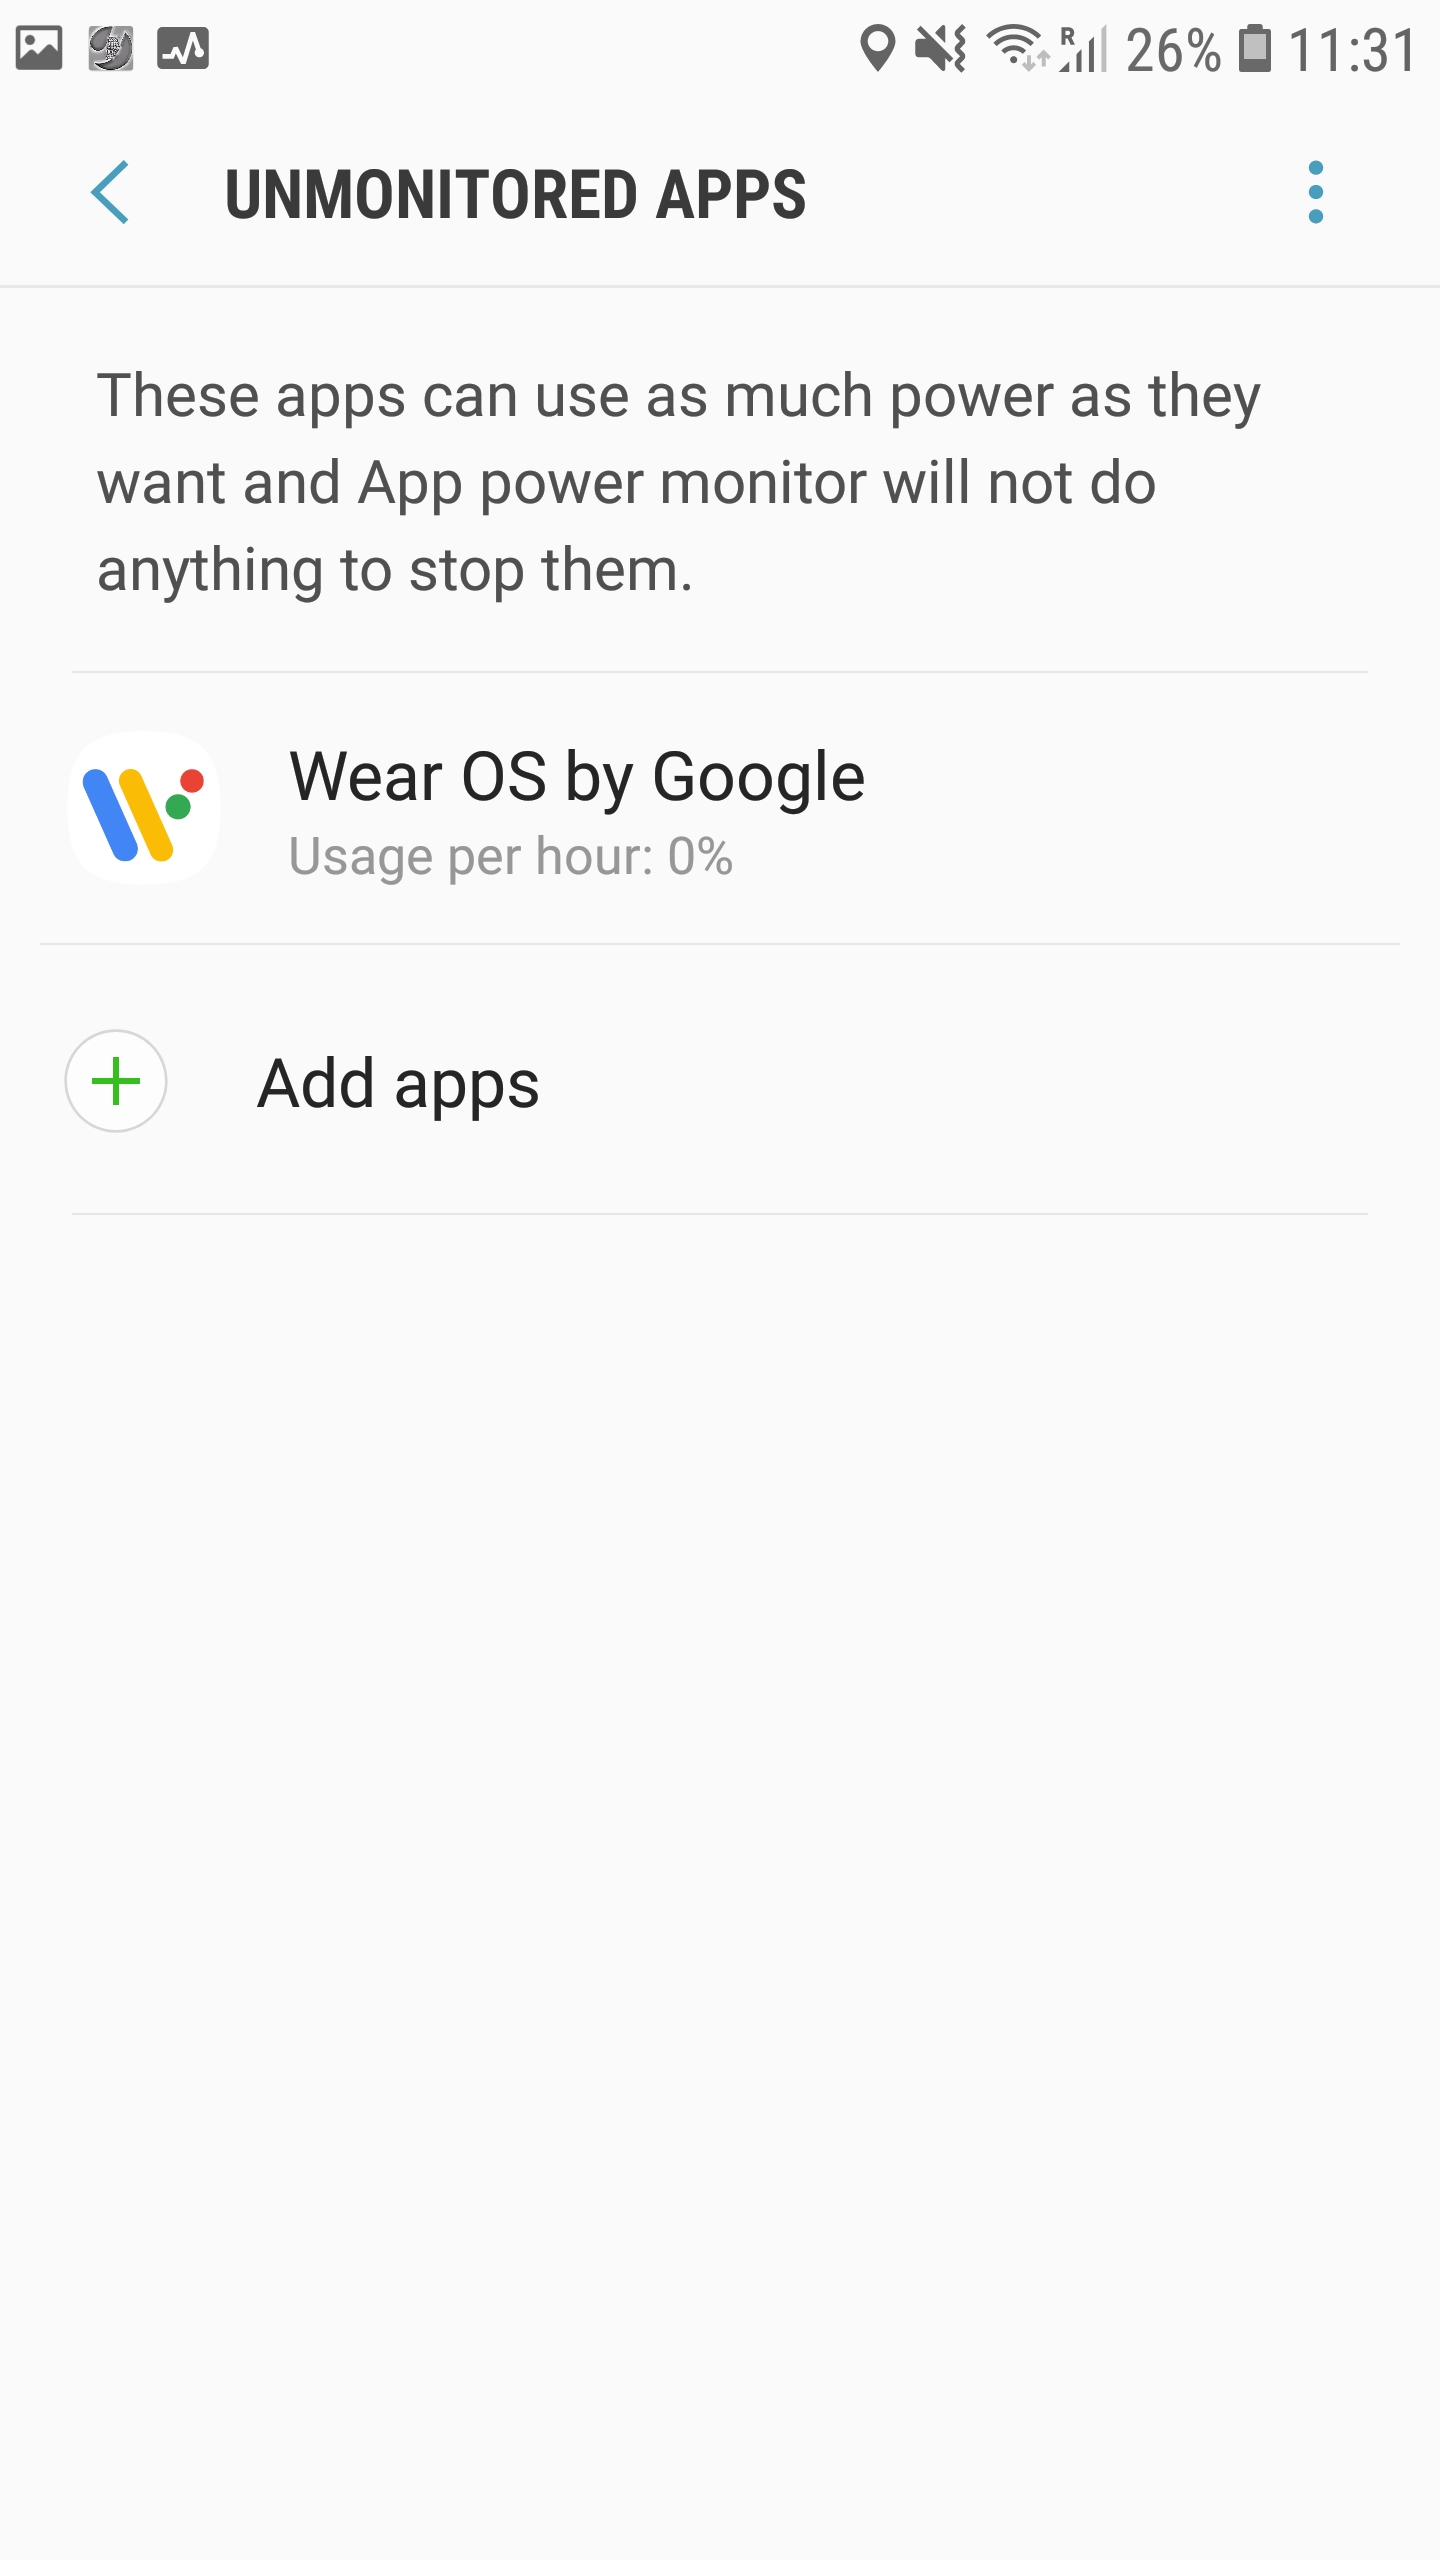 R 26% 11:31
UNMONITORED APPS
These apps can use as much power as they
want and App power monitor will not do
anything to stop them.
Wear OS by Google
Usage per hour: 0%
Add apps